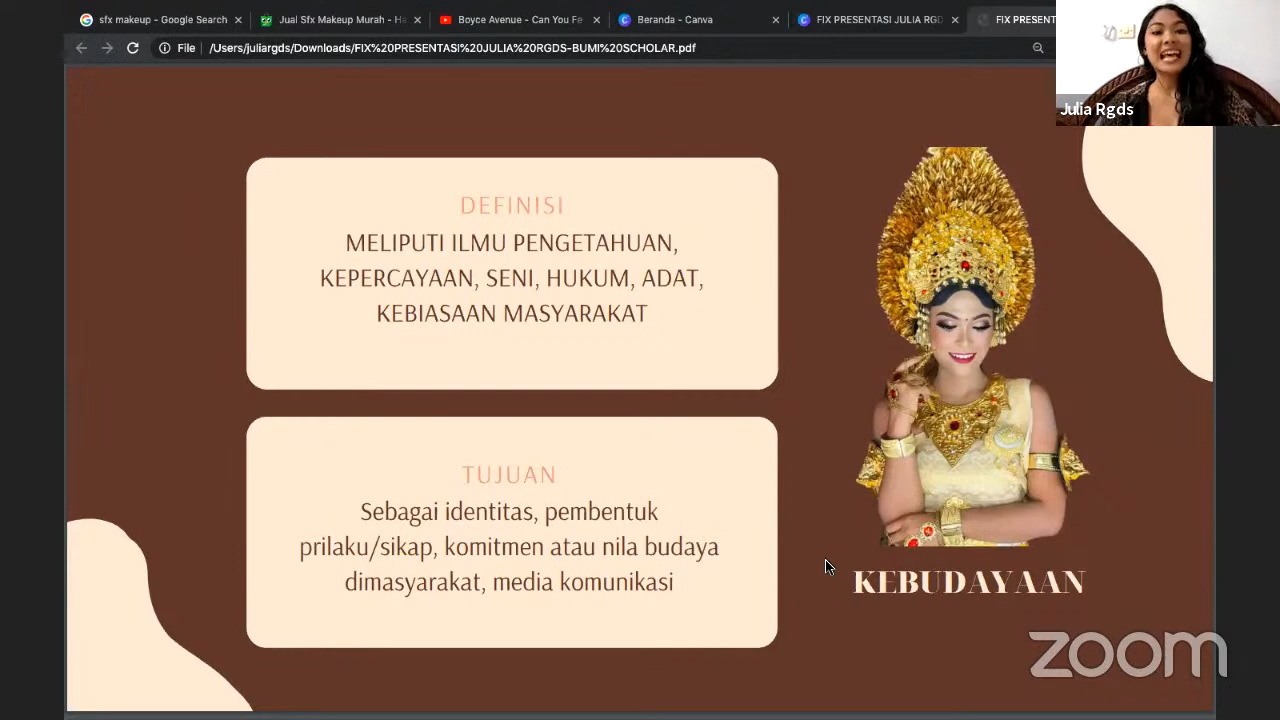 sfx makeup - Google Search
Jual Sfx Makeup Murah - Ha
Boyce Avenue - Can You Fe
Beranda - Canva
FIX PRESENTASI JULIA RGD
FIX PRESENT
File
/Users/juliargds/Downloads/FIX%20PRESENTASI%20JULIA%20RGDS-BUMI%20SCHOLAR.pdf
Julia Rgds
DEFINISI
MELIPUTI ILMU PENGETAHUAN,
KEPERCAYAAN, SENI, HUKUM, ADAT,
KEBIASAAN MASYARAKAT
TUJUAN
Sebagai identitas, pembentuk
prilaku/sikap, komitmen atau nila budaya
dimasyarakat, media komunikasi
KEBUDAYAAN
zoom